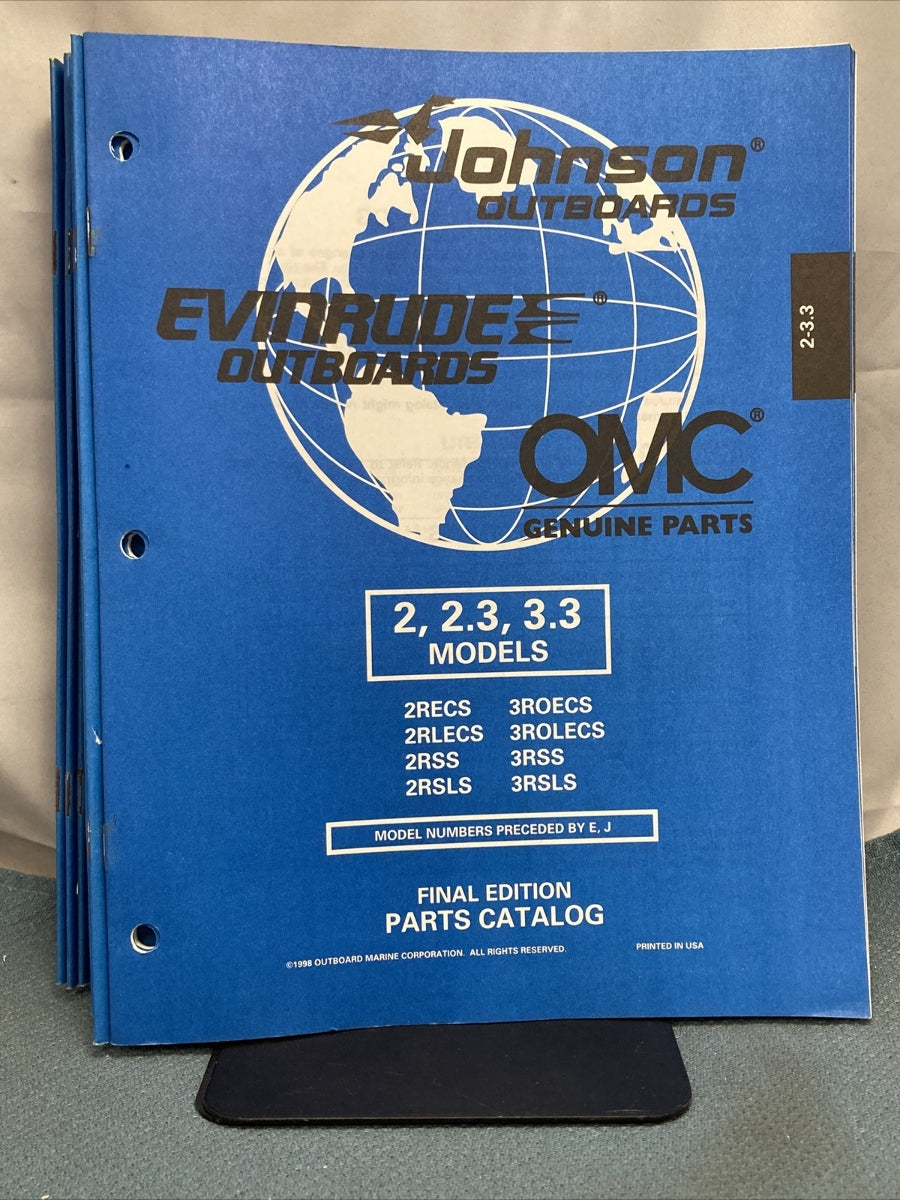 Johnson®
OUTBOARDS
EVINRUDE®
OUTBOARDS
2-3.3
OMC®
GENUINE PARTS
2, 2.3, 3.3
MODELS
2RECS 3ROECS
2RLECS 3ROLECS
2RSS 3RSS
2RSLS 3RSLS
MODEL NUMBERS PRECEDED BY E, J
FINAL EDITION
PARTS CATALOG
©1998 OUTBOARD MARINE CORPORATION. ALL RIGHTS RESERVED. PRINTED IN USA